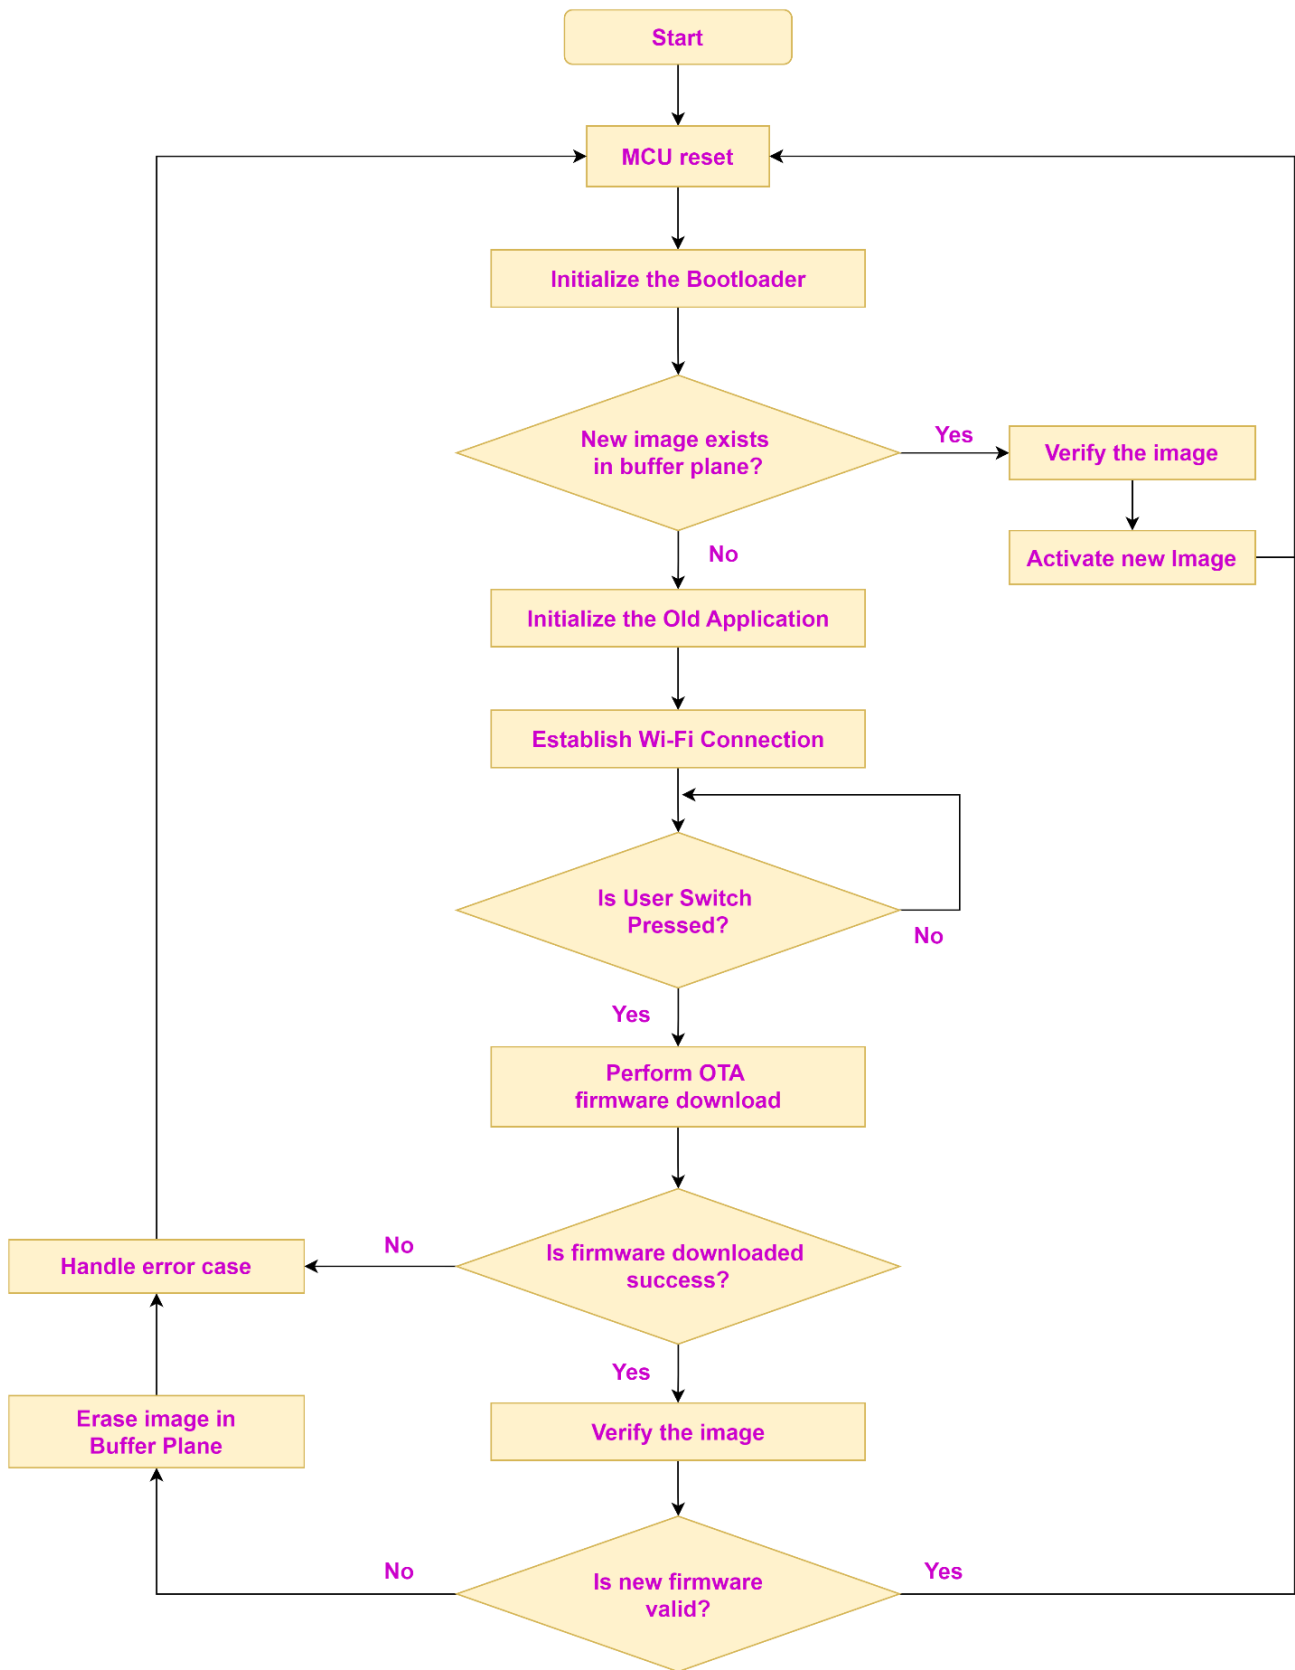 Start
MCU reset
Initialize the Bootloader
New image exists
in buffer plane?
Yes
Verify the image
Activate new Image
No
Initialize the Old Application
Establish Wi-Fi Connection
Is User Switch
Pressed?
No
Yes
Perform OTA
firmware download
Is firmware downloaded
success?
No
Handle error case
Yes
Erase image in
Buffer Plane
Verify the image
Is new firmware
valid?
No
Yes